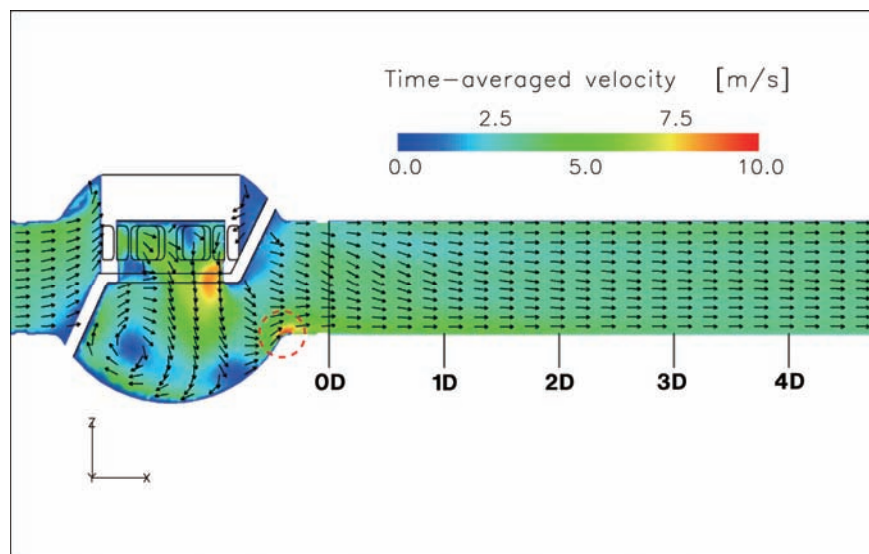 Time-averaged velocity [m/s]
2.5 7.5
0.0 5.0 10.0
0D 1D 2D 3D 4D
Z
Y X